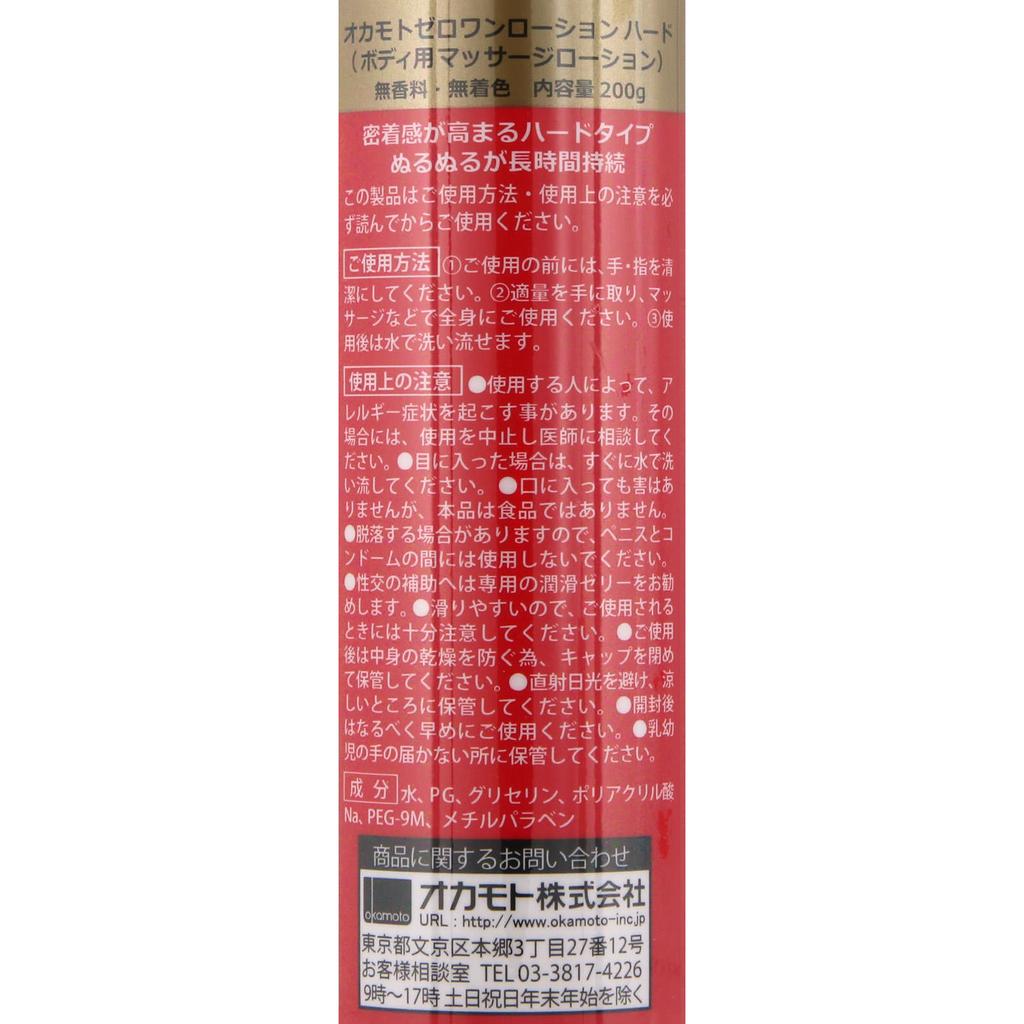 オカモトゼロワンローション ハード
(ボディ用マッサージローション)
無香料・無着色 内容量 200g
密着感が高まるハードタイプ
ぬるぬるが長時間持続
この製品はご使用方法・使用上の注意を必
ず読んでからご使用ください。
ご使用方法 ①ご使用の前には、手・指を清
潔にしてください。②適量を手に取り、マッ
サージなどで全身にご使用ください。③使
用後は水で洗い流せます。
使用上の注意 ●使用する人によって、ア
レルギー症状を起こす事があります。その
場合には、使用を中止し医師に相談してく
ださい。●目に入った場合は、すぐに水で洗
い流してください。●口に入っても害はあ
りませんが、本品は食品ではありません。
●脱落する場合がありますので、ペニスとコ
ンドームの間には使用しないでください。
●性交の補助へは専用の潤滑ゼリーをお勧
めします。●滑りやすいので、ご使用される
ときには十分注意してください。●ご使用
後は中身の乾燥を防ぐ為、キャップを閉め
て保管してください。●直射日光を避け、涼
しいところに保管してください。●開封後
はなるべく早めにご使用ください。●乳幼
児の手の届かない所に保管してください。
成分 水、PG、グリセリン、ポリアクリル酸
Na、PEG-9M、メチルパラベン
商品に関するお問い合わせ
okamoto オカモト株式会社
URL : http://www.okamoto-inc.jp
東京都文京区本郷3丁目27番12号
お客様相談室 TEL 03-3817-4226
9時～17時 土日祝日年末年始を除く